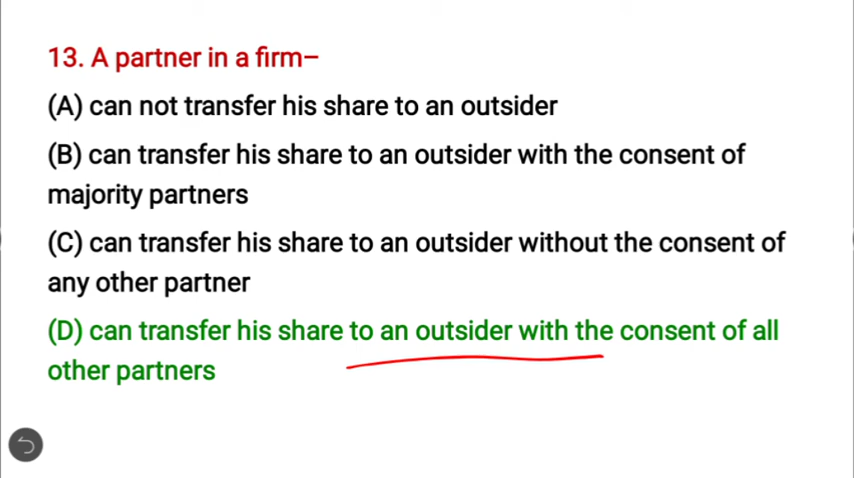 13. A partner in a firm–
(A) can not transfer his share to an outsider
(B) can transfer his share to an outsider with the consent of
majority partners
(C) can transfer his share to an outsider without the consent of
any other partner
(D) can transfer his share to an outsider with the consent of all
other partners